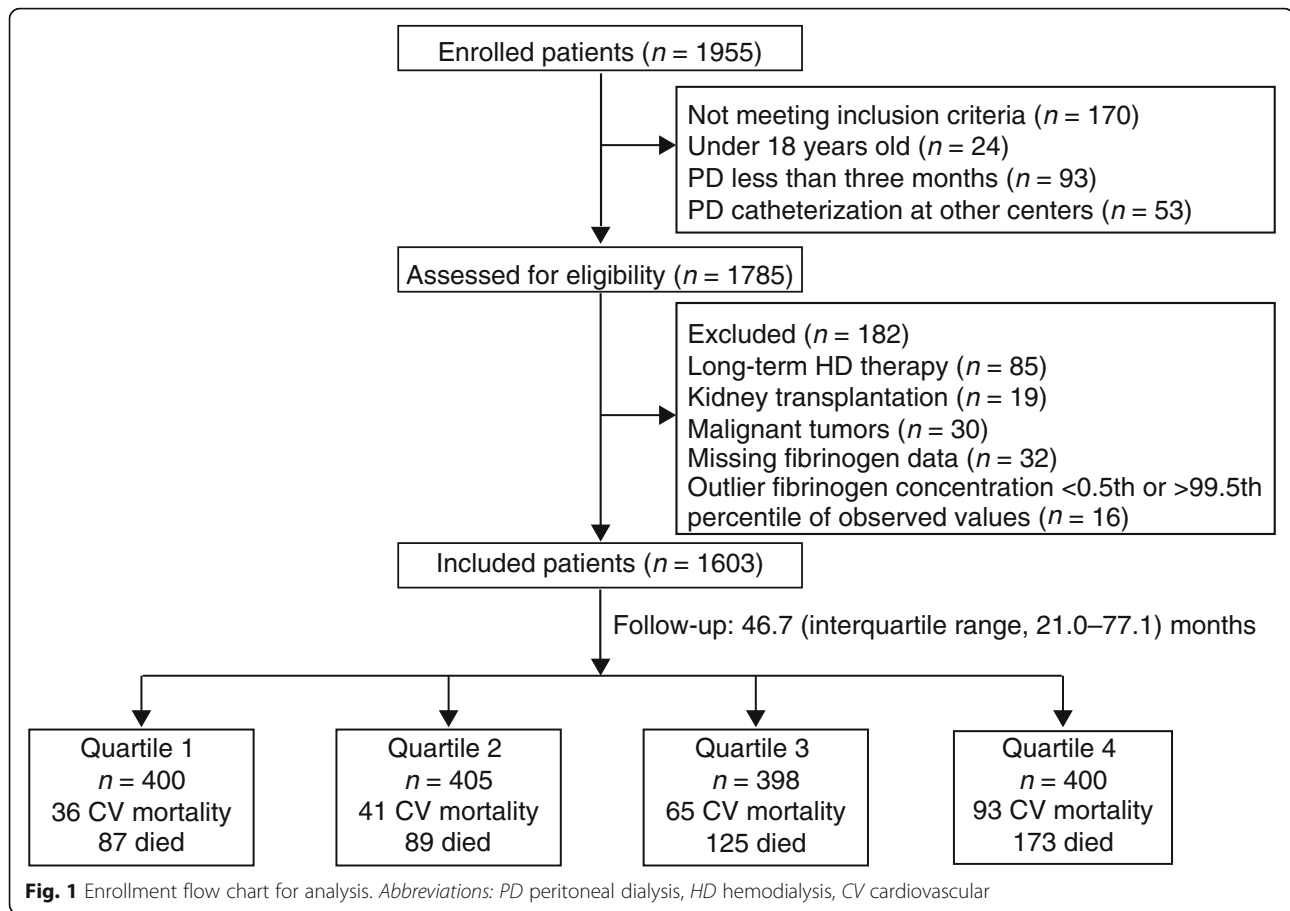 Enrolled patients (n = 1955)
Not meeting inclusion criteria (n = 170)
Under 18 years old (n = 24)
PD less than three months (n = 93)
PD catheterization at other centers (n = 53)
Assessed for eligibility (n = 1785)
Excluded (n = 182)
Long-term HD therapy (n = 85)
Kidney transplantation (n = 19)
Malignant tumors (n = 30)
Missing fibrinogen data (n = 32)
Outlier fibrinogen concentration <0.5th or >99.5th
percentile of observed values (n = 16)
Included patients (n = 1603)
Follow-up: 46.7 (interquartile range, 21.0–77.1) months
Quartile 1
n = 400
36 CV mortality
87 died
Quartile 2
n = 405
41 CV mortality
89 died
Quartile 3
n = 398
65 CV mortality
125 died
Quartile 4
n = 400
93 CV mortality
173 died
Fig. 1 Enrollment flow chart for analysis. Abbreviations: PD peritoneal dialysis, HD hemodialysis, CV cardiovascular